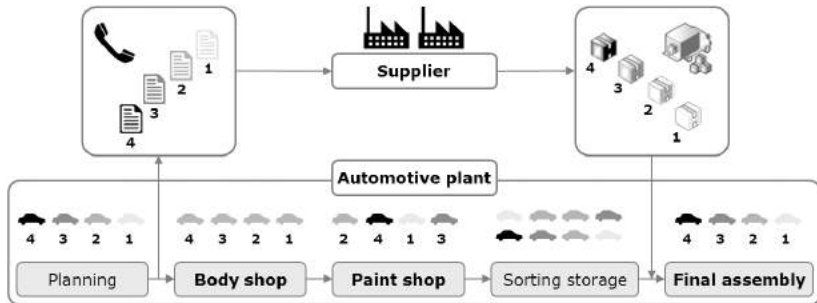 1
2
3
4
Supplier
4
3
2
1
Automotive plant
4 3 2 1
4 3 2 1
2 4 1 3
4 3 2 1
Planning
Body shop
Paint shop
Sorting storage
Final assembly